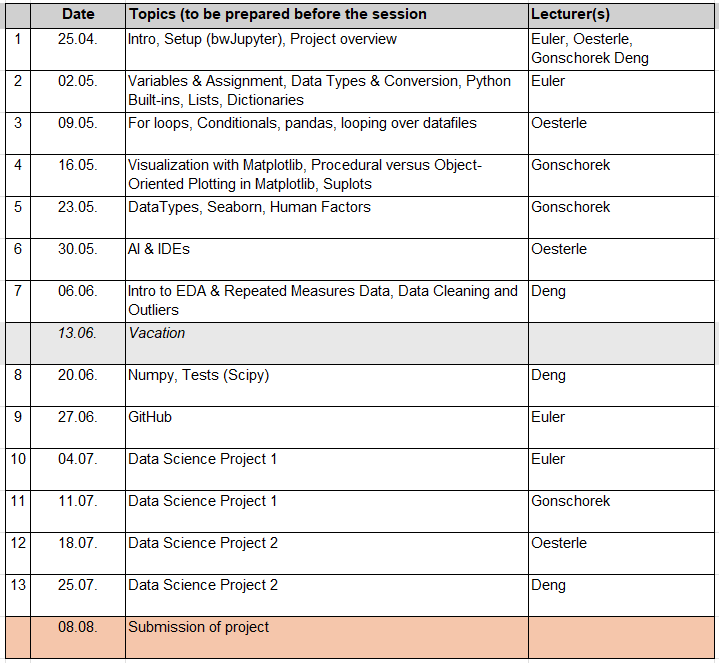 Date Topics (to be prepared before the session Lecturer(s)
1 25.04. Intro, Setup (bwJupyter), Project overview Euler, Oesterle,
Gonschorek Deng
2 02.05. Variables & Assignment, Data Types & Conversion, Python Euler
Built-ins, Lists, Dictionaries
3 09.05. For loops, Conditionals, pandas, looping over datafiles Oesterle
4 16.05. Visualization with Matplotlib, Procedural versus Object- Gonschorek
Oriented Plotting in Matplotlib, Suplots
5 23.05. DataTypes, Seaborn, Human Factors Gonschorek
6 30.05. AI & IDEs Oesterle
7 06.06. Intro to EDA & Repeated Measures Data, Data Cleaning and Deng
Outliers
13.06. Vacation
8 20.06. Numpy, Tests (Scipy) Deng
9 27.06. GitHub Euler
10 04.07. Data Science Project 1 Euler
11 11.07. Data Science Project 1 Gonschorek
12 18.07. Data Science Project 2 Oesterle
13 25.07. Data Science Project 2 Deng
08.08. Submission of project